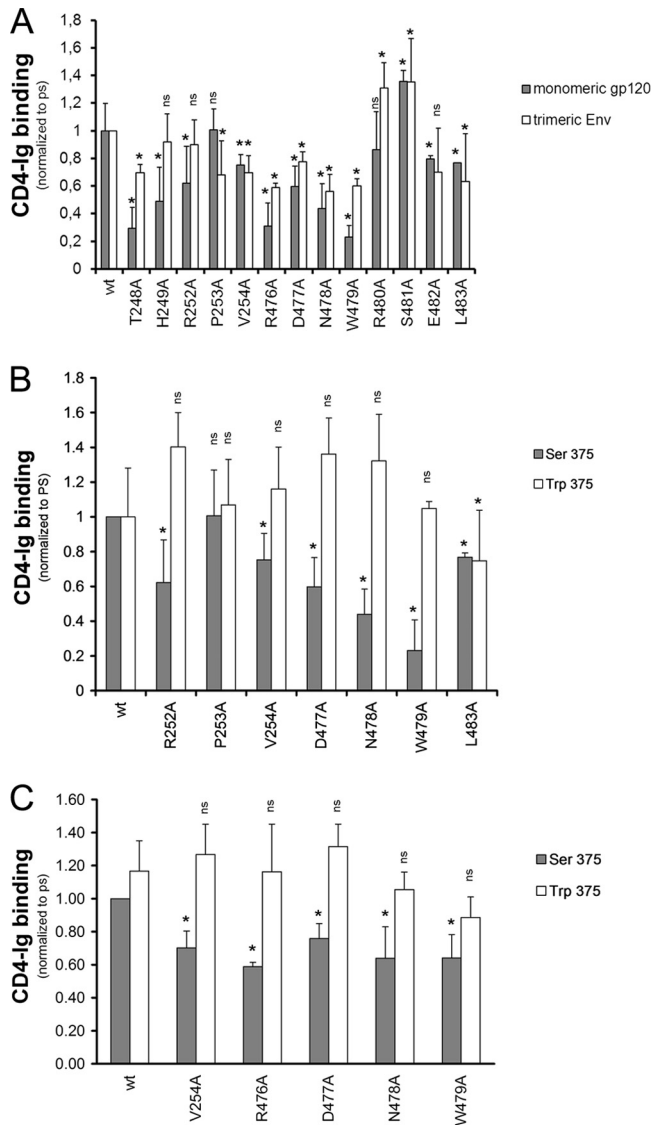 A
CD4-Ig binding
(normalized to ps)
1,8
1,6
1,4
1,2
1
0,8
0,6
0,4
0,2
0
* * * ns * ns ns * * * * * * * * * * * ns * * * * ns * *
wt T248A H249A R252A P253A V254A R476A D477A N478A W479A R480A S481A E482A L483A
monomeric gp120
trimeric Env
B
CD4-Ig binding
(normalized to PS)
1.8
1.6
1.4
1.2
1
0.8
0.6
0.4
0.2
0
* ns ns ns * ns * ns * ns * ns * *
wt R252A P253A V254A D477A N478A W479A L483A
Ser 375
Trp 375
C
CD4-Ig binding
(normalized to ps)
1.60
1.40
1.20
1.00
0.80
0.60
0.40
0.20
0.00
* ns * ns * ns * ns * ns
wt V254A R476A D477A N478A W479A
Ser 375
Trp 375